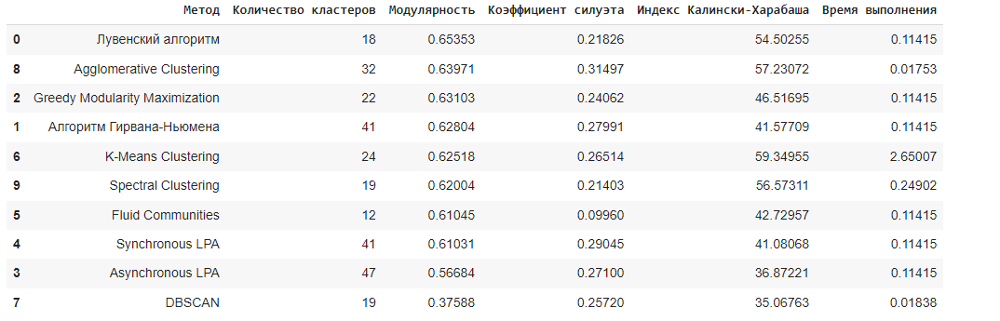 Метод Количество кластеров Модулярность Коэффициент силуэта Индекс Калински-Харабаша Время выполнения
0 Лувенский алгоритм 18 0.65353 0.21826 54.50255 0.11415
8 Agglomerative Clustering 32 0.63971 0.31497 57.23072 0.01753
2 Greedy Modularity Maximization 22 0.63103 0.24062 46.51695 0.11415
1 Алгоритм Гирвана-Ньюмена 41 0.62804 0.27991 41.57709 0.11415
6 K-Means Clustering 24 0.62518 0.26514 59.34955 2.65007
9 Spectral Clustering 19 0.62004 0.21403 56.57311 0.24902
5 Fluid Communities 12 0.61045 0.09960 42.72957 0.11415
4 Synchronous LPA 41 0.61031 0.29045 41.08068 0.11415
3 Asynchronous LPA 47 0.56684 0.27100 36.87221 0.11415
7 DBSCAN 19 0.37588 0.25720 35.06763 0.01838